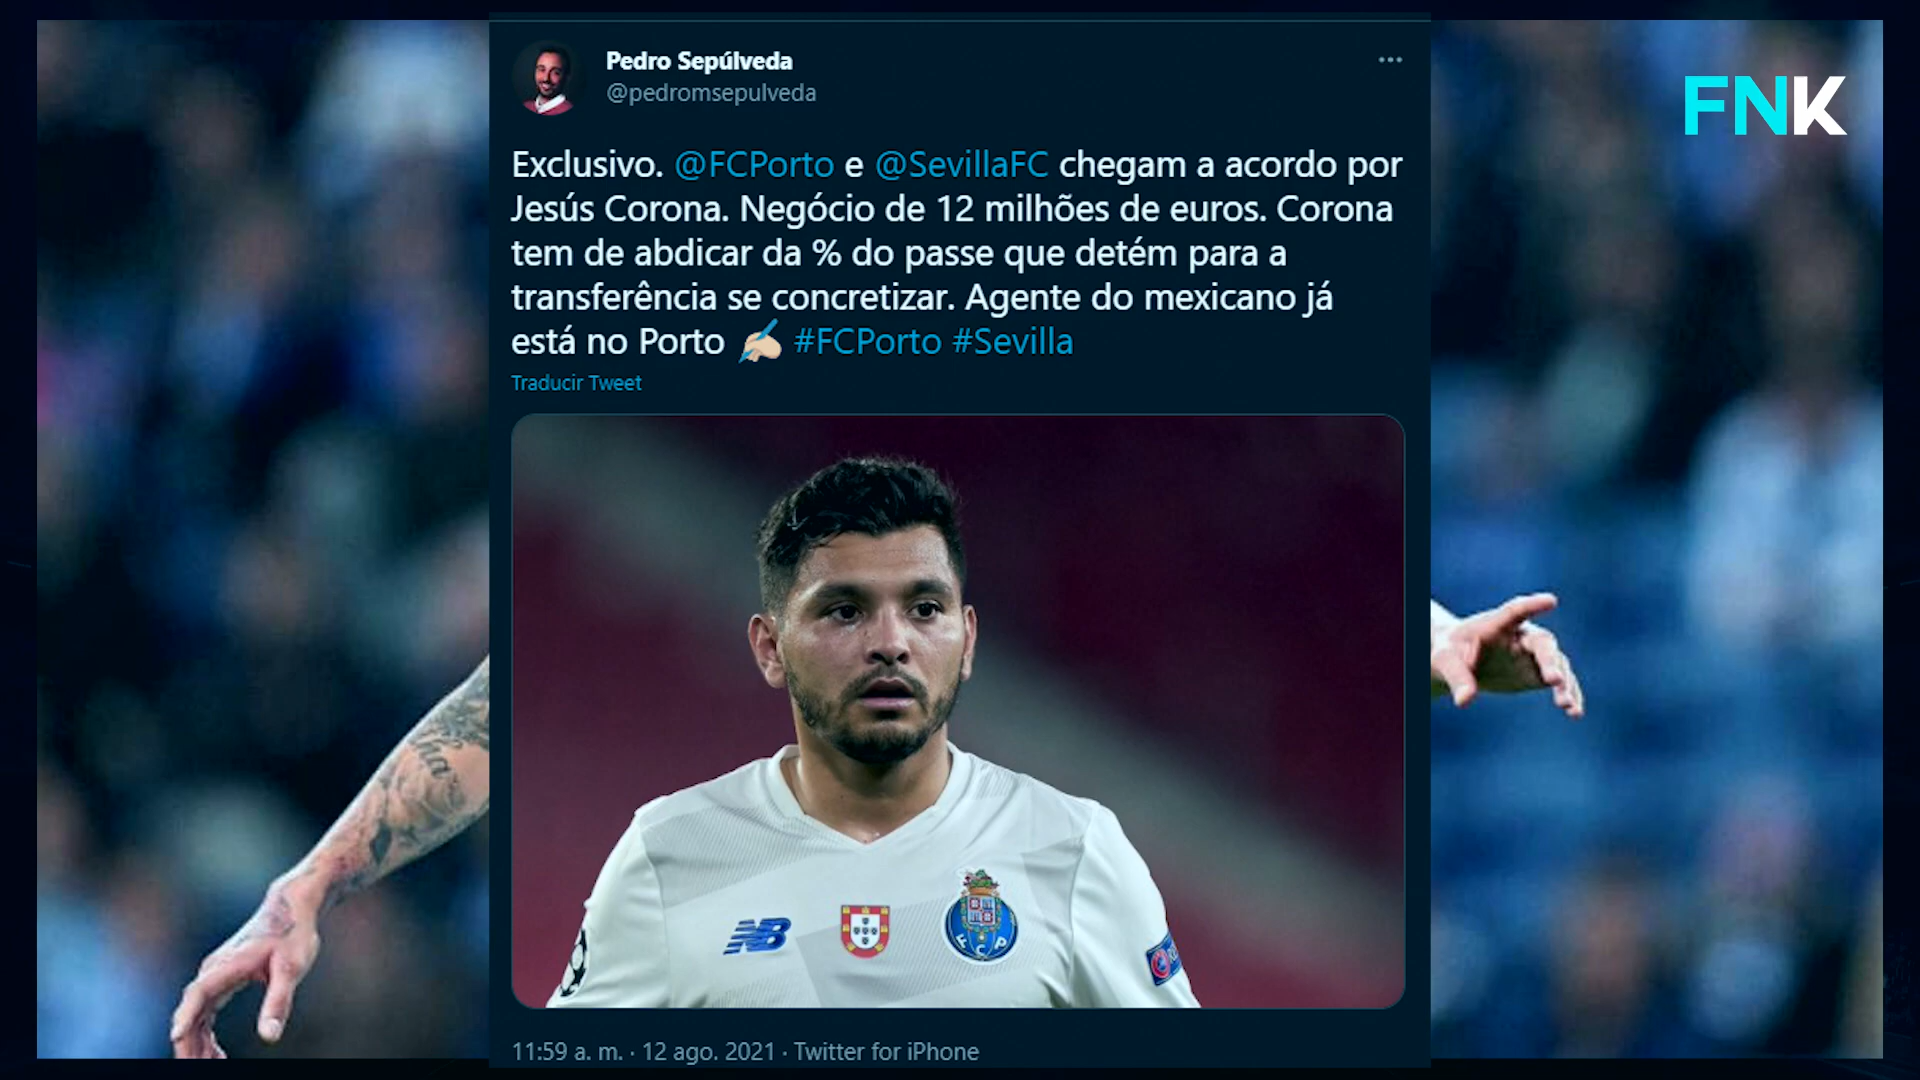 Pedro Sepúlveda
@pedromsepulveda
FNK
Exclusivo. @FCPorto e @SevillaFC chegam a acordo por
Jesús Corona. Negócio de 12 milhões de euros. Corona
tem de abdicar da % do passe que detém para a
transferência se concretizar. Agente do mexicano já
está no Porto ✍🏻 #FCPorto #Sevilla
Traducir Tweet
NB
F C P
11:59 a. m. · 12 ago. 2021 · Twitter for iPhone